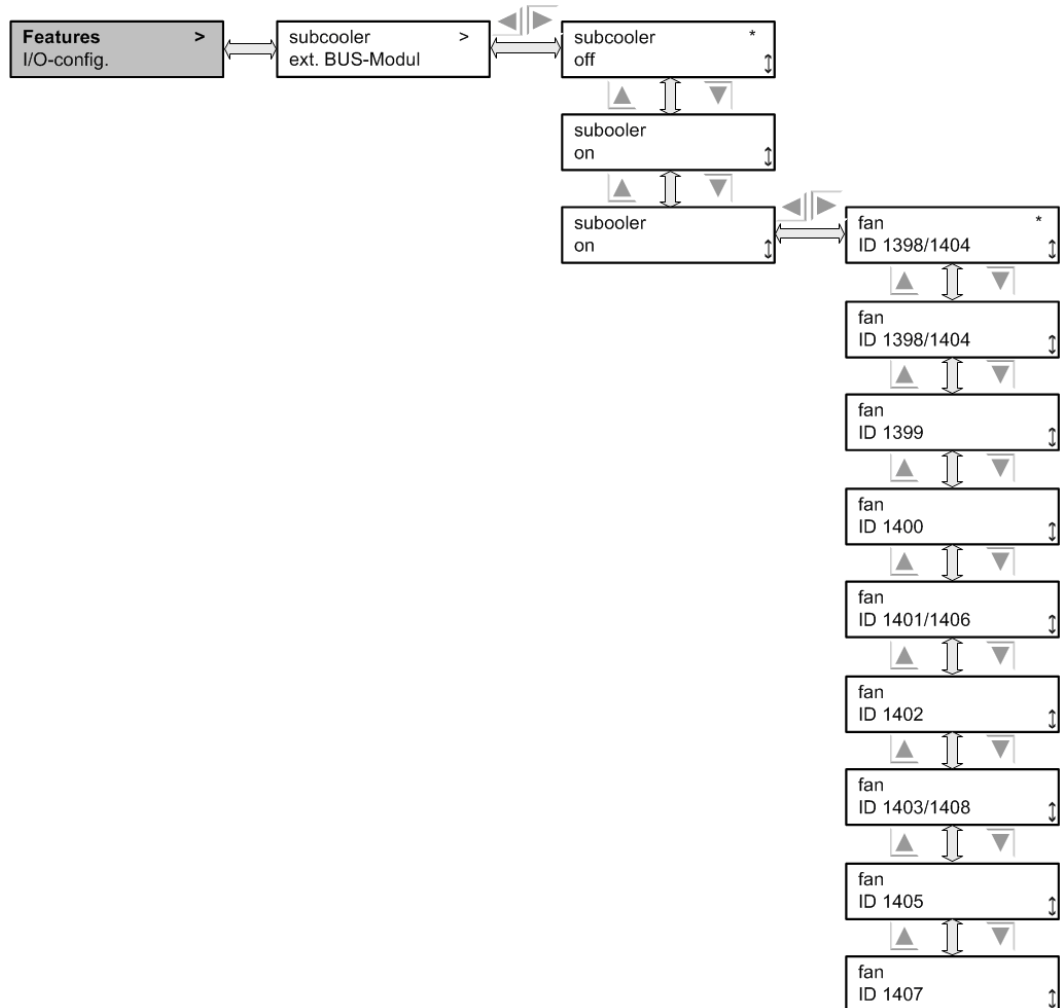 Features >
I/O-config.
subcooler >
ext. BUS-Modul
subcooler *
off
subooler
on
subooler
on
fan *
ID 1398/1404
fan
ID 1398/1404
fan
ID 1399
fan
ID 1400
fan
ID 1401/1406
fan
ID 1402
fan
ID 1403/1408
fan
ID 1405
fan
ID 1407